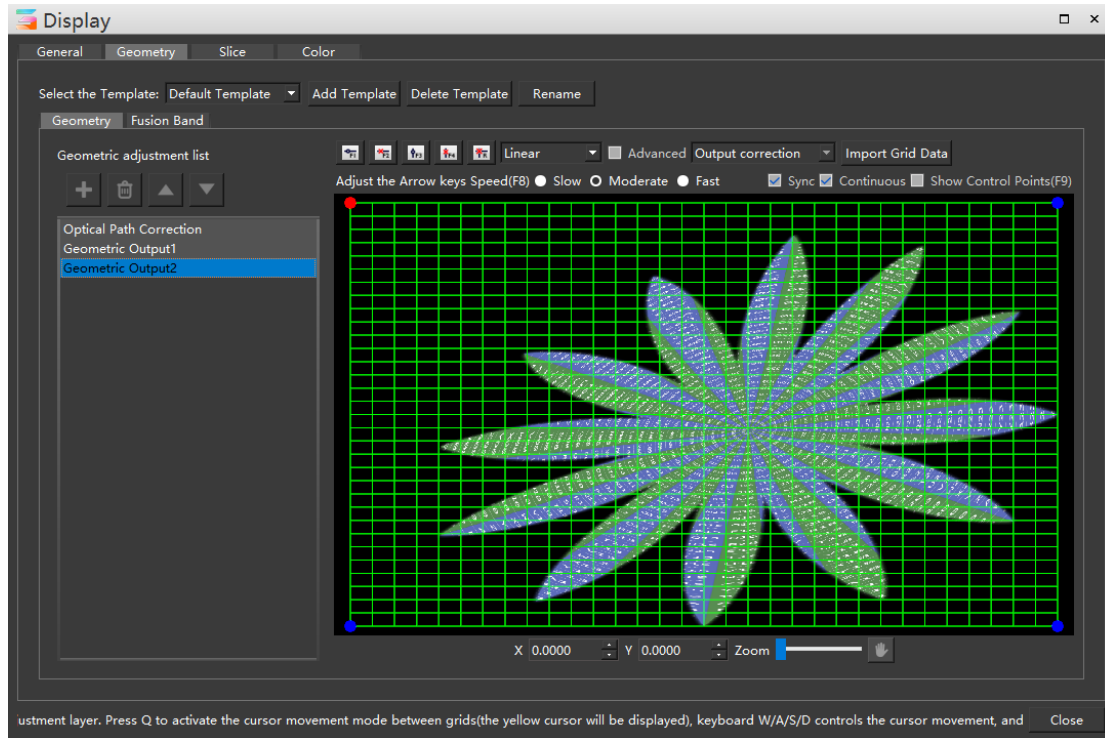 Display
General Geometry Slice Color
Select the Template: Default Template Add Template Delete Template Rename
Geometry Fusion Band
Geometric adjustment list
F1 F2 F3 F4 R Linear Advanced Output correction Import Grid Data
Adjust the Arrow keys Speed(F8) Slow Moderate Fast Sync Continuous Show Control Points(F9)
Optical Path Correction
Geometric Output1
Geometric Output2
X 0.0000 Y 0.0000 Zoom
ustment layer. Press Q to activate the cursor movement mode between grids(the yellow cursor will be displayed), keyboard W/A/S/D controls the cursor movement, and Close